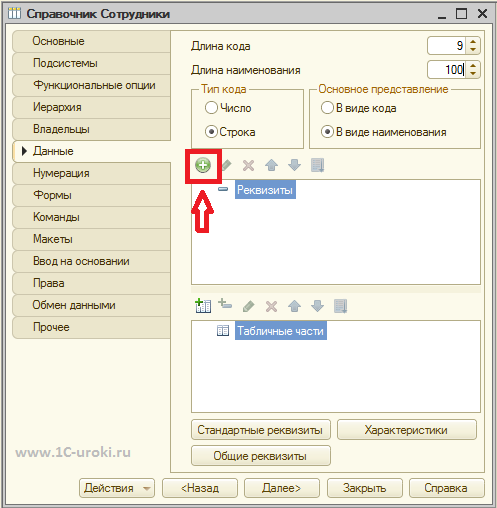 Справочник Сотрудники
Основные
Подсистемы
Функциональные опции
Иерархия
Владельцы
Данные
Нумерация
Формы
Команды
Макеты
Ввод на основании
Права
Обмен данными
Прочее
www.1C-uroki.ru
Длина кода 9
Длина наименования 100
Тип кода
Число
Строка
Основное представление
В виде кода
В виде наименования
Реквизиты
Табличные части
Стандартные реквизиты Характеристики
Общие реквизиты
Действия <Назад Далее> Закрыть Справка